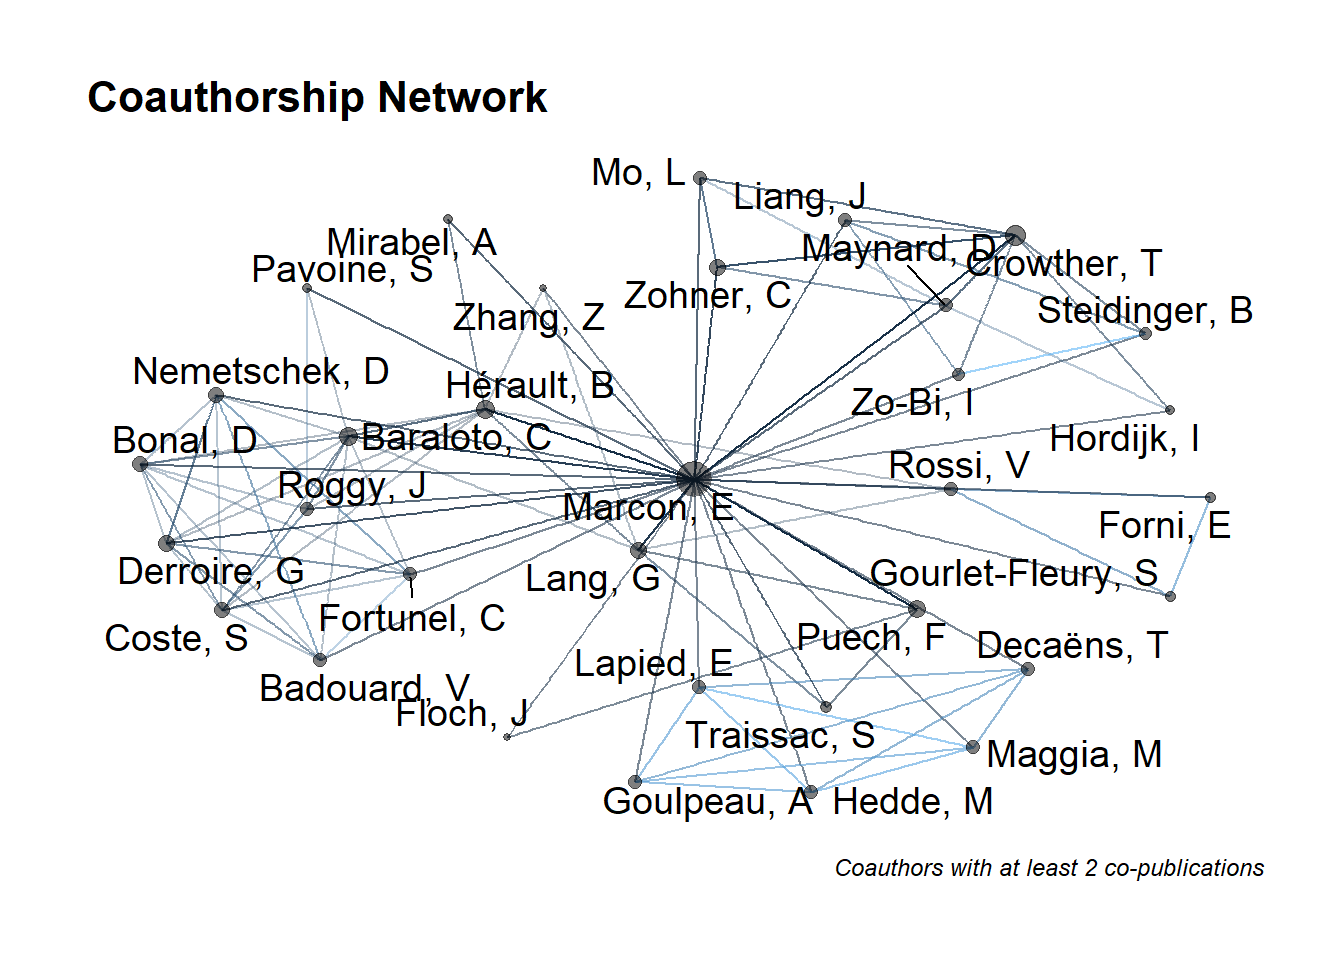 Coauthorship Network
Mo, L
Liang, J
Mirabel, A
Maynard, D
Pavoine, S
Crowther, T
Zohner, C
Zhang, Z
Steidinger, B
Nemetschek, D
Hérault, B
Zo-Bi, I
Bonal, D
Baraloto, C
Hordijk, I
Rossi, V
Roggy, J
Marcon, E
Forni, E
Derroire, G
Lang, G
Gourlet-Fleury, S
Fortunel, C
Coste, S
Puech, F
Decaëns, T
Lapied, E
Badouard, V
Floch, J
Traissac, S
Maggia, M
Goulpeau, A
Hedde, M
Coauthors with at least 2 co-publications